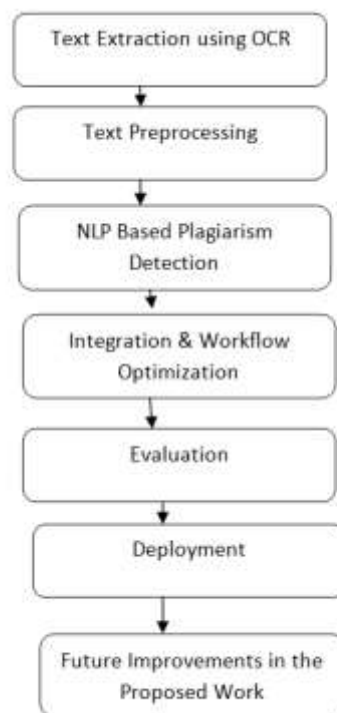 Text Extraction using OCR
Text Preprocessing
NLP Based Plagiarism
Detection
Integration & Workflow
Optimization
Evaluation
Deployment
Future Improvements in the
Proposed Work